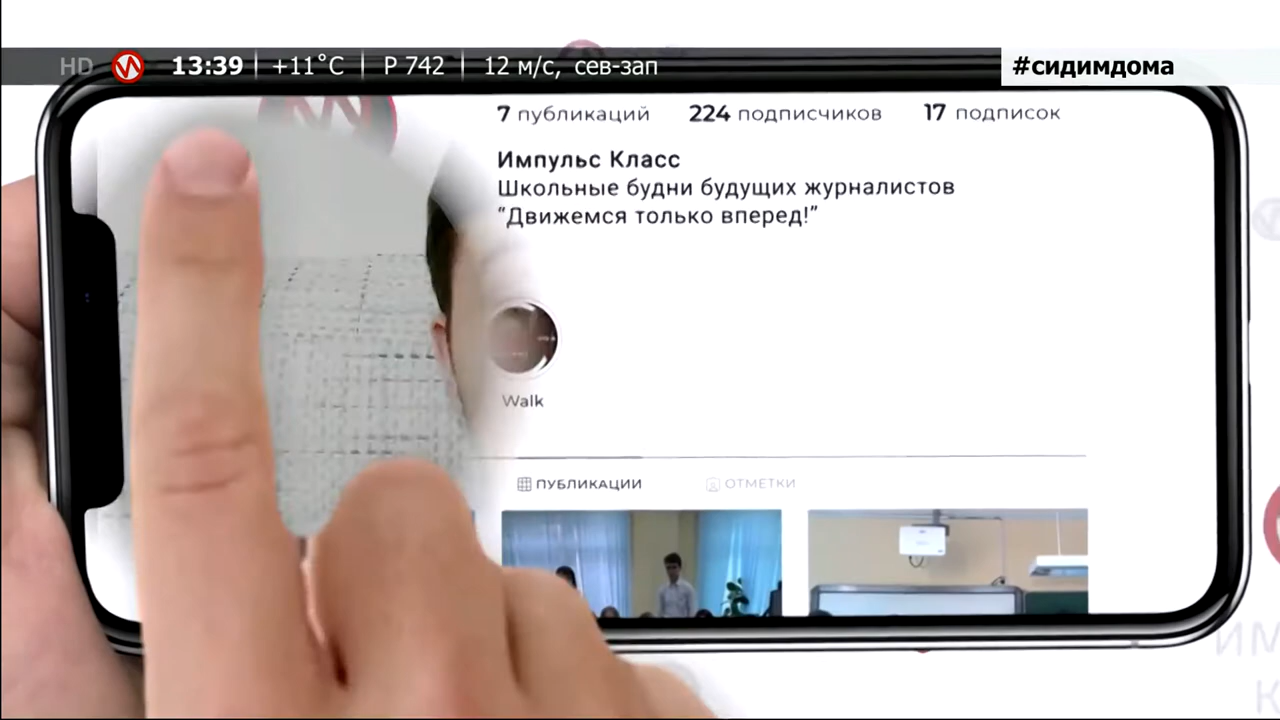 HD 13:39 +11°C P 742 12 м/с, сев-зап #сидимдома
7 публикаций 224 подписчиков 17 подписок
Импульс Класс
Школьные будни будущих журналистов
“Движемся только вперед!”
Walk
ПУБЛИКАЦИИ ОТМЕТКИ